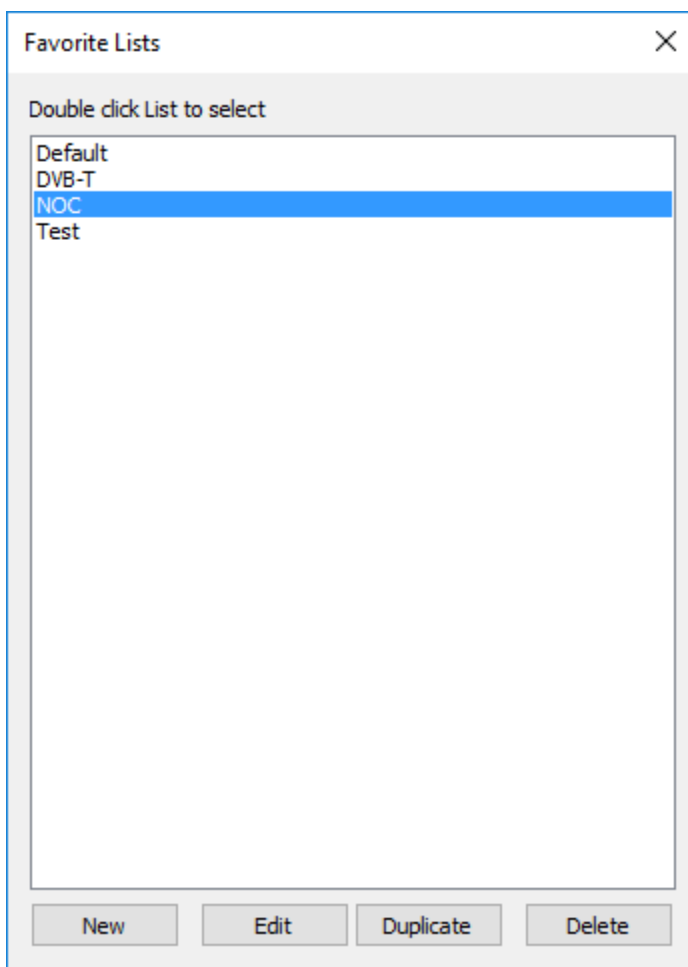 Favorite Lists
Double click List to select
Default
DVB-T
NOC
Test
New Edit Duplicate Delete